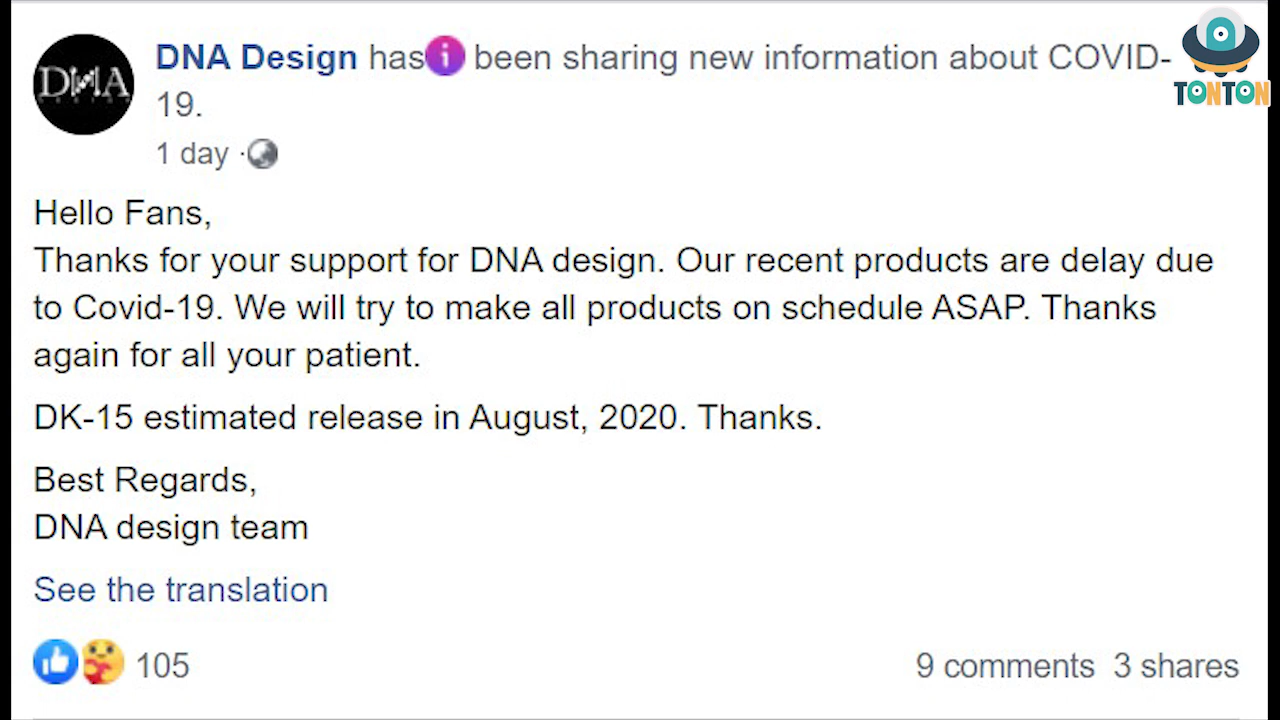 DNA Design has been sharing new information about COVID-
19.
1 day ·
Hello Fans,
Thanks for your support for DNA design. Our recent products are delay due
to Covid-19. We will try to make all products on schedule ASAP. Thanks
again for all your patient.
DK-15 estimated release in August, 2020. Thanks.
Best Regards,
DNA design team
See the translation
105
9 comments 3 shares
TONTON
DNA